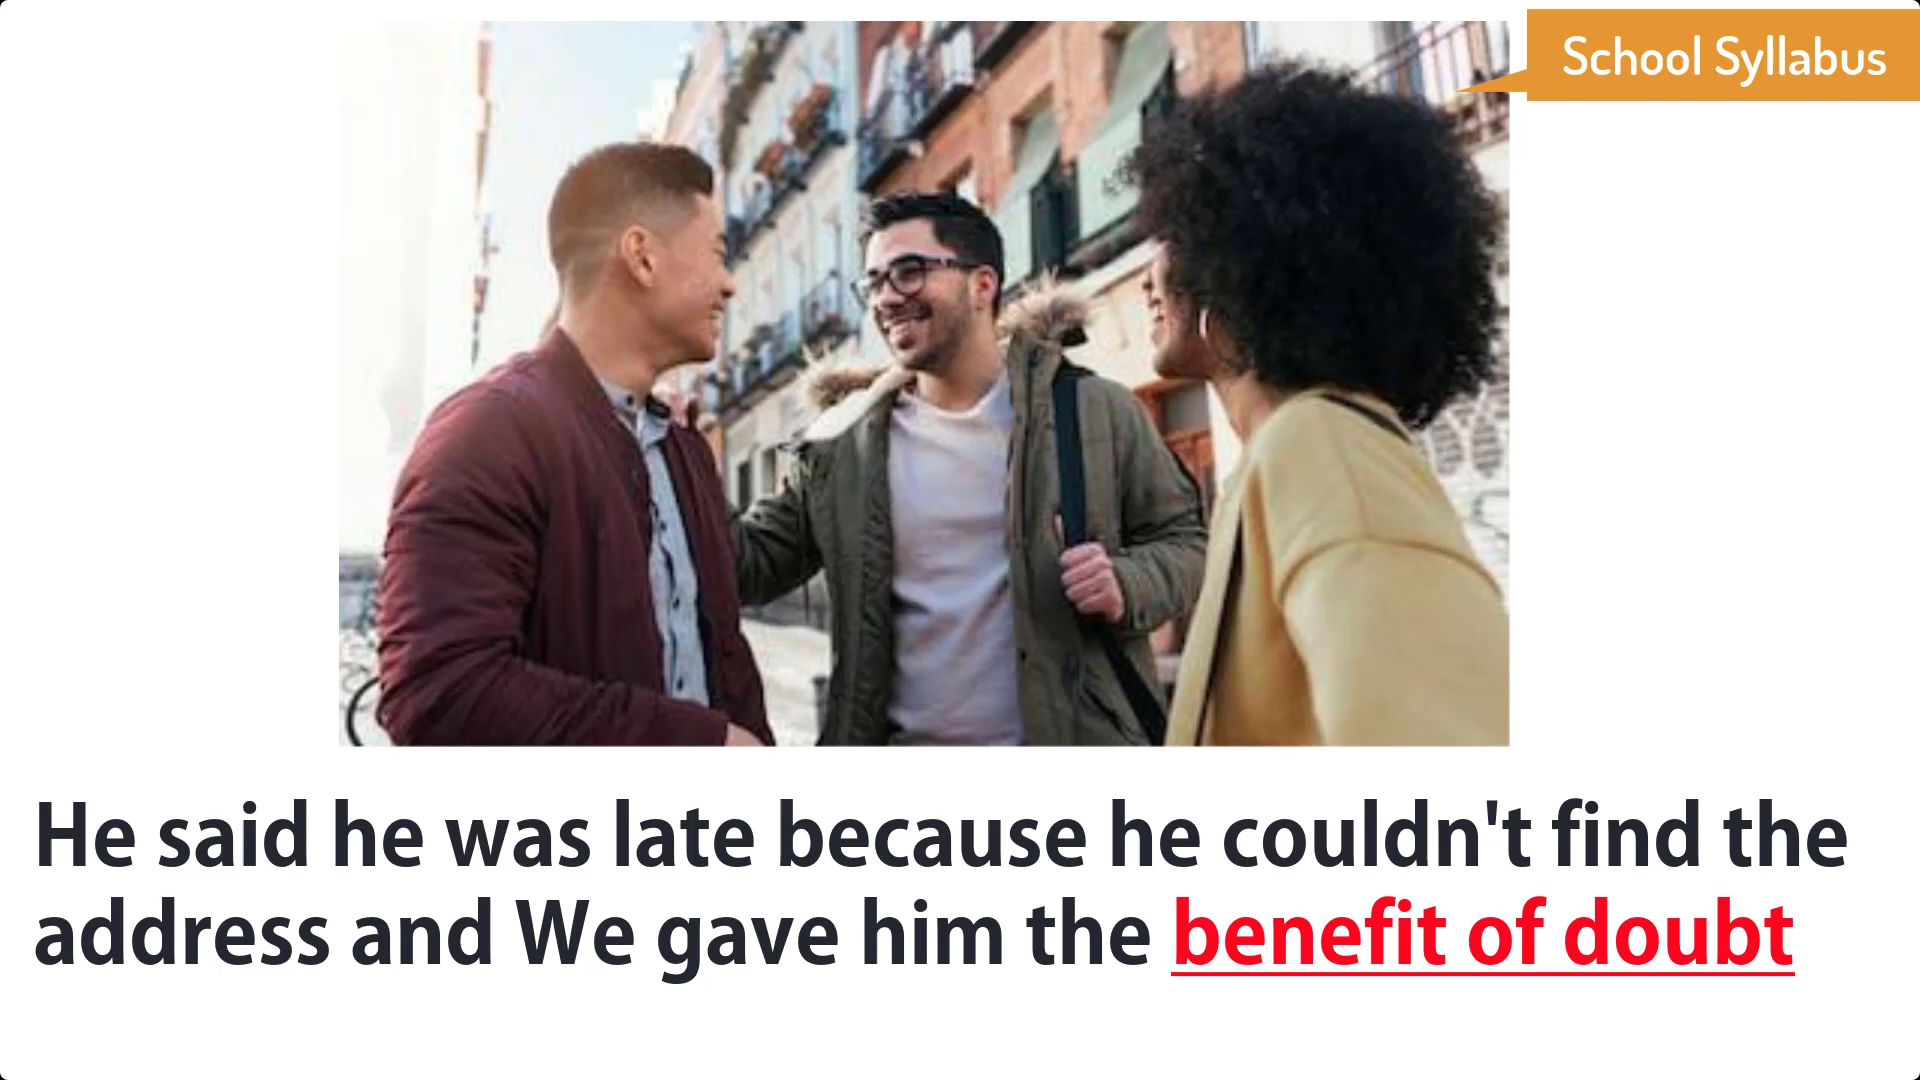 School Syllabus
He said he was late because he couldn't find the
address and We gave him the benefit of doubt